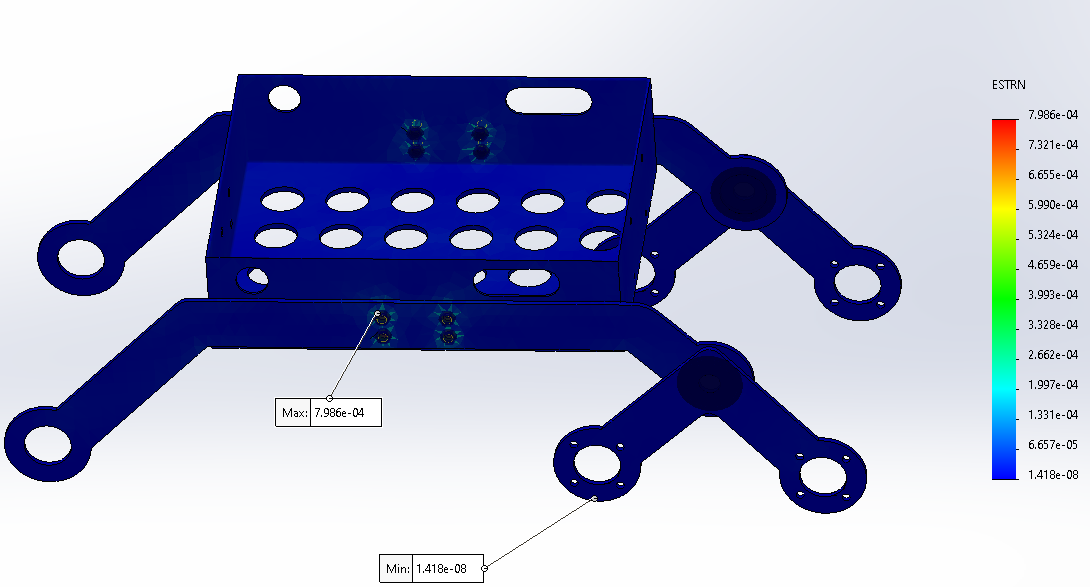 ESTRN
7.986e-04
7.321e-04
6.655e-04
5.990e-04
5.324e-04
4.659e-04
3.993e-04
3.328e-04
2.662e-04
1.997e-04
1.331e-04
6.657e-05
1.418e-08
Max: 7.986e-04
Min: 1.418e-08